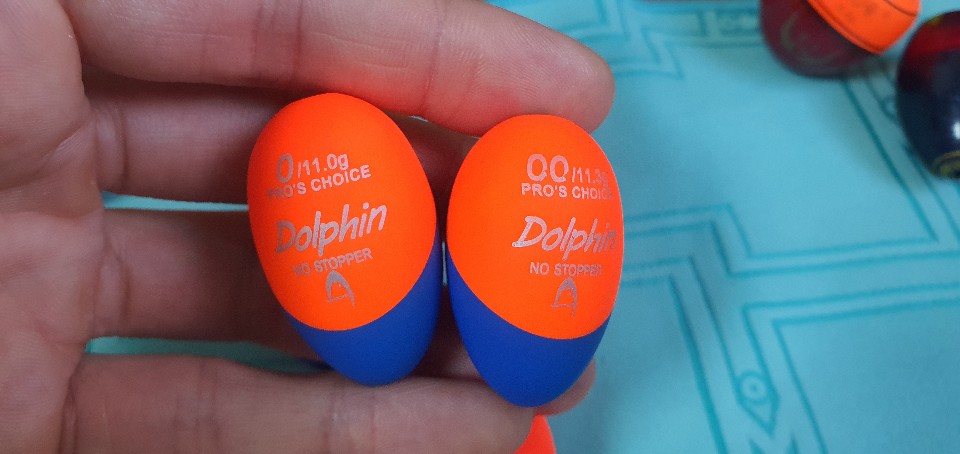 0/11.0g
PRO'S CHOICE
Dolphin
NO STOPPER
00/11.3g
PRO'S CHOICE
Dolphin
NO STOPPER